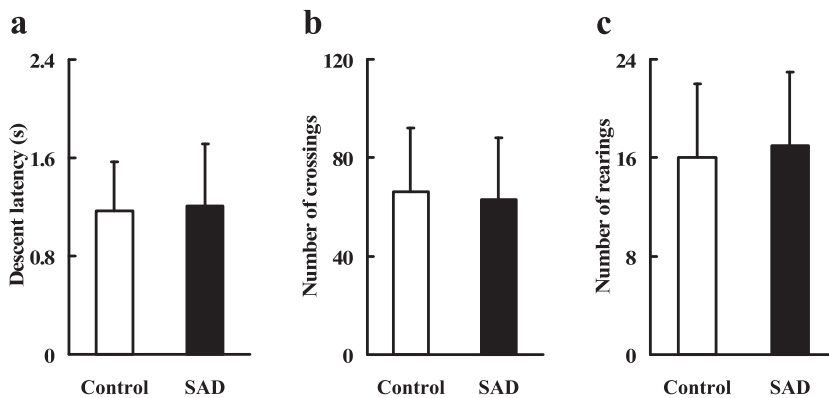 a
Descent latency (s)
2.4
1.6
0.8
0
Control SAD
b
Number of crossings
120
80
40
0
Control SAD
c
Number of rearings
24
16
8
0
Control SAD